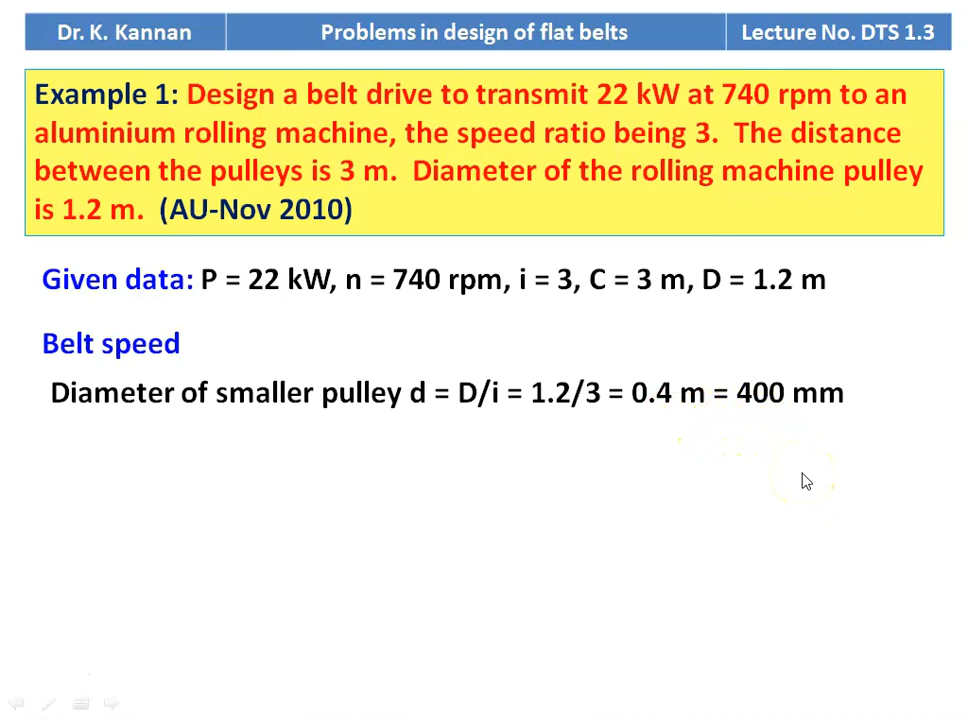 Dr. K. Kannan
Problems in design of flat belts
Lecture No. DTS 1.3
Example 1: Design a belt drive to transmit 22 kW at 740 rpm to an
aluminium rolling machine, the speed ratio being 3. The distance
between the pulleys is 3 m. Diameter of the rolling machine pulley
is 1.2 m. (AU-Nov 2010)
Given data: P = 22 kW, n = 740 rpm, i = 3, C = 3 m, D = 1.2 m
Belt speed
Diameter of smaller pulley d = D/i = 1.2/3 = 0.4 m = 400 mm